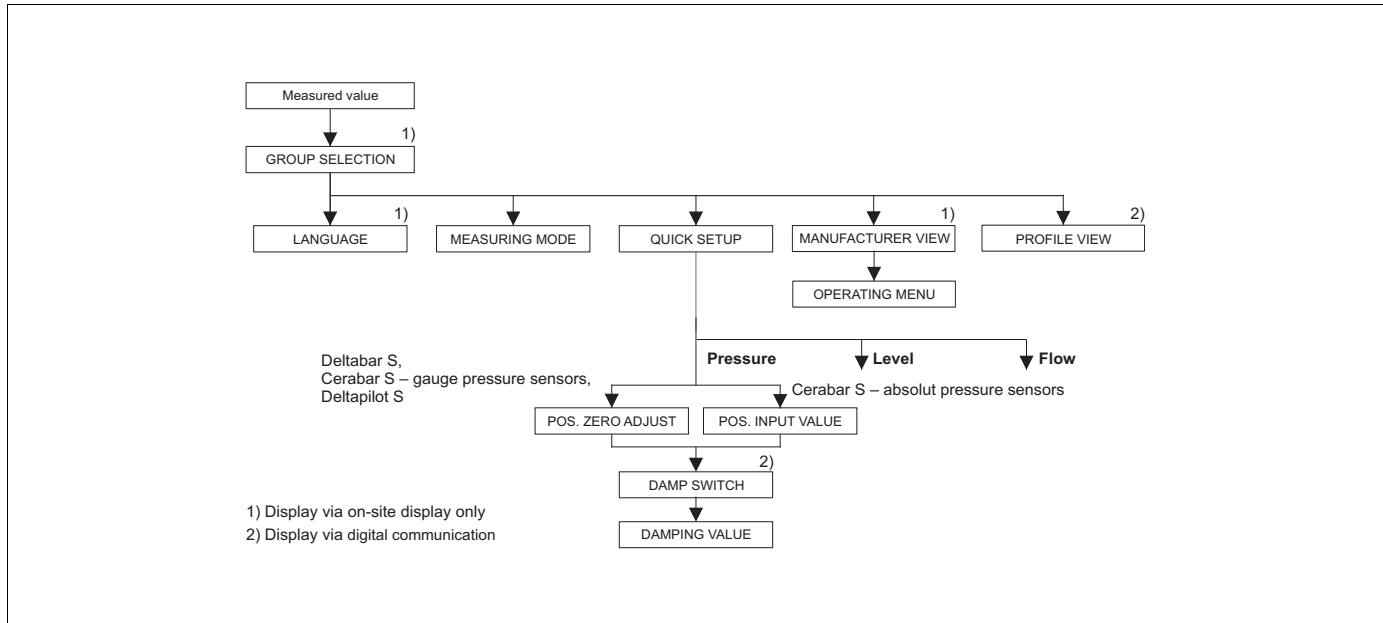 Measured value
1)
GROUP SELECTION
1)
1)
2)
LANGUAGE
MEASURING MODE
QUICK SETUP
MANUFACTURER VIEW
PROFILE VIEW
OPERATING MENU
Pressure
Level
Flow
Deltabar S,
Cerabar S – gauge pressure sensors,
Deltapilot S
Cerabar S – absolut pressure sensors
POS. ZERO ADJUST
POS. INPUT VALUE
2)
DAMP SWITCH
DAMPING VALUE
1) Display via on-site display only
2) Display via digital communication